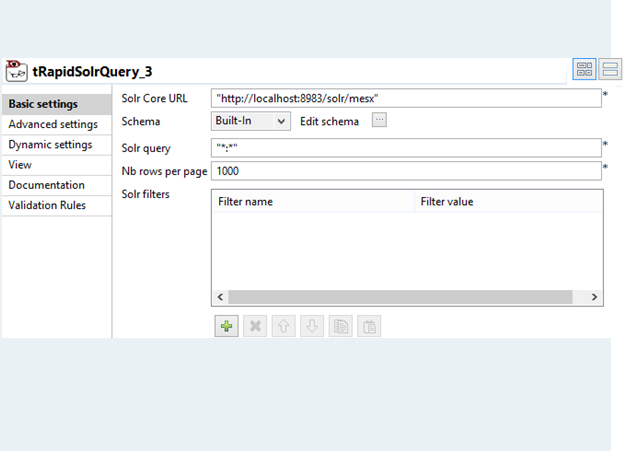 tRapidSolrQuery_3
Basic settings
Advanced settings
Dynamic settings
View
Documentation
Validation Rules
Solr Core URL "http://localhost:8983/solr/mesx" *
Schema Built-In Edit schema ...
Solr query "*:*" *
Nb rows per page 1000 *
Solr filters
Filter name Filter value